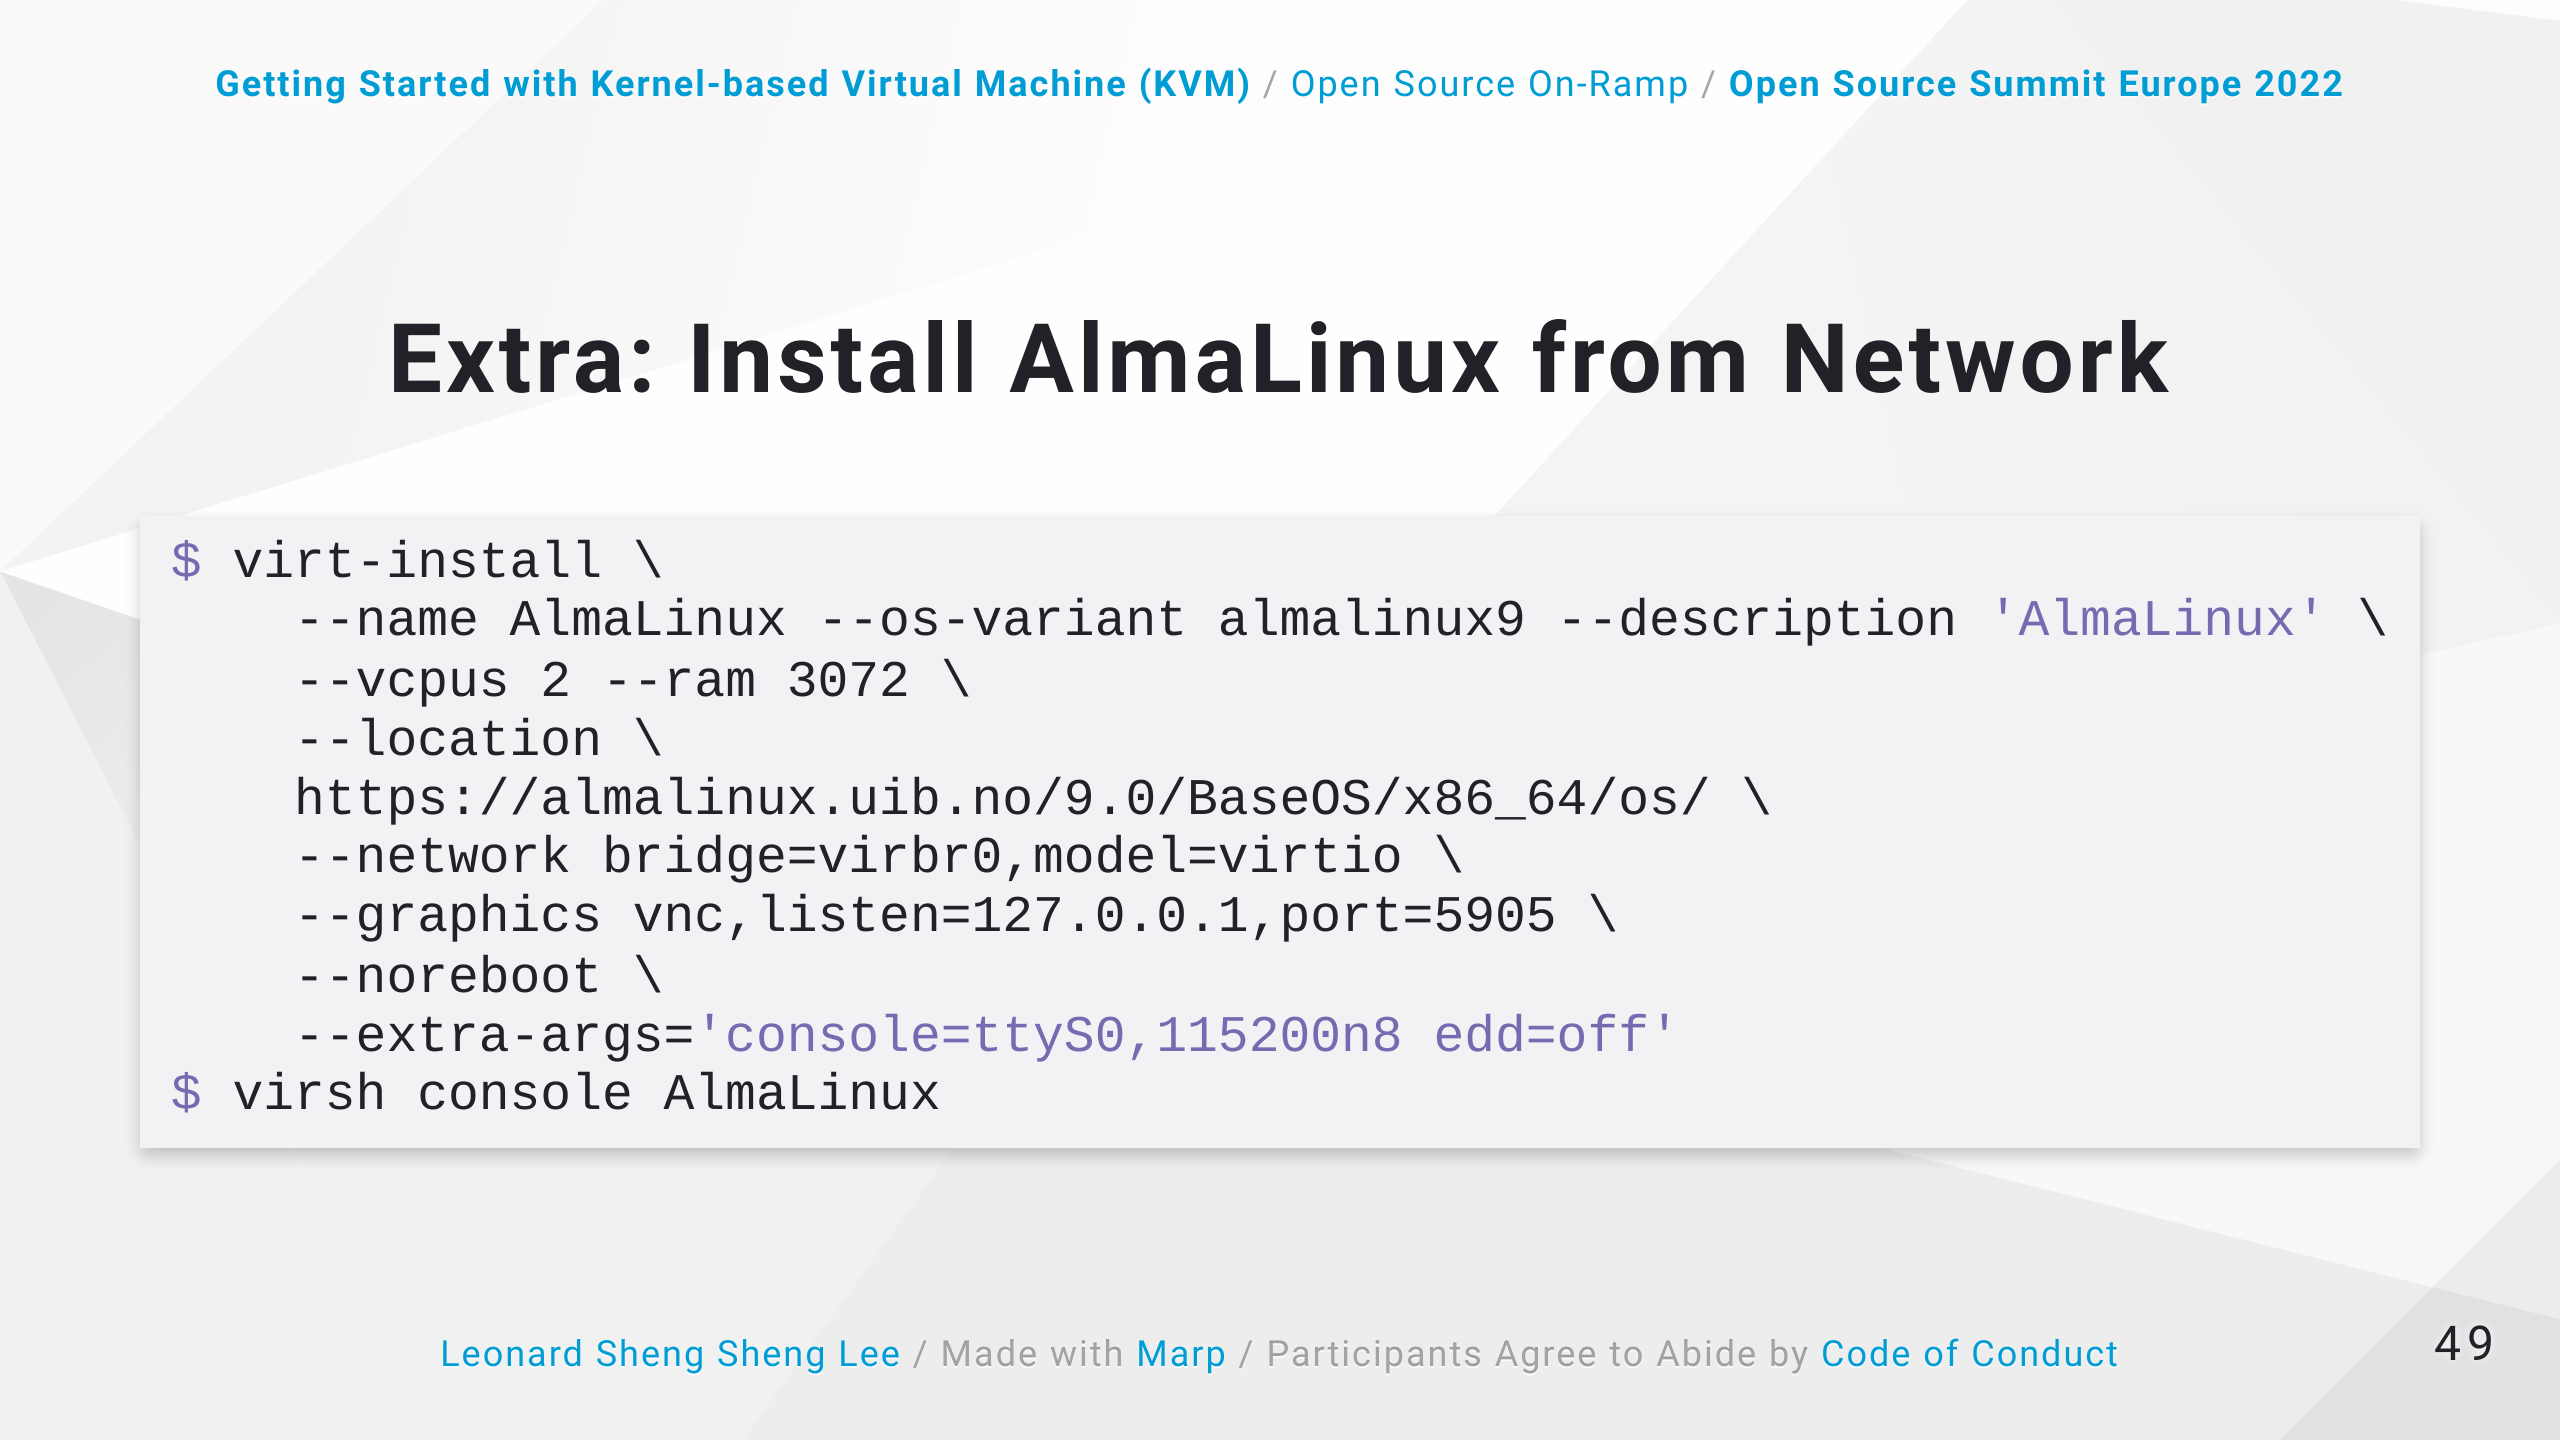 Getting Started with Kernel-based Virtual Machine (KVM) / Open Source On-Ramp / Open Source Summit Europe 2022
Extra: Install AlmaLinux from Network
$ virt-install \
    --name AlmaLinux --os-variant almalinux9 --description 'AlmaLinux' \
    --vcpus 2 --ram 3072 \
    --location \
    https://almalinux.uib.no/9.0/BaseOS/x86_64/os/ \
    --network bridge=virbr0,model=virtio \
    --graphics vnc,listen=127.0.0.1,port=5905 \
    --noreboot \
    --extra-args='console=ttyS0,115200n8 edd=off'
$ virsh console AlmaLinux
Leonard Sheng Sheng Lee / Made with Marp / Participants Agree to Abide by Code of Conduct
49